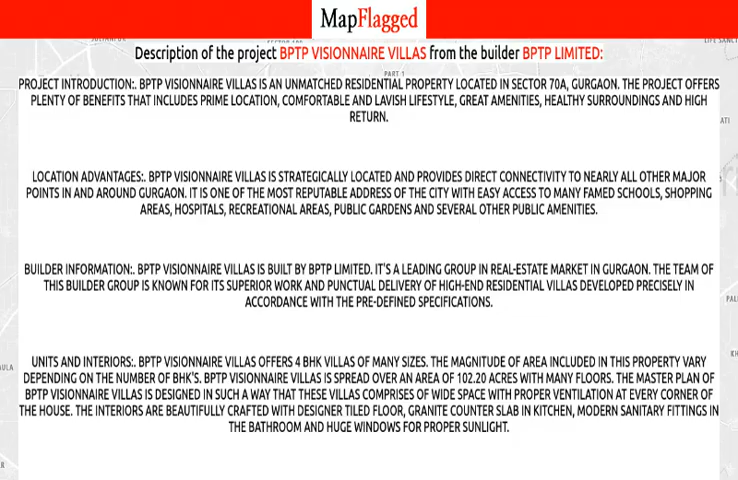 MapFlagged
Description of the project BPTP VISIONNAIRE VILLAS from the builder BPTP LIMITED:
PART 1
PROJECT INTRODUCTION:. BPTP VISIONNAIRE VILLAS IS AN UNMATCHED RESIDENTIAL PROPERTY LOCATED IN SECTOR 70A, GURGAON. THE PROJECT OFFERS
PLENTY OF BENEFITS THAT INCLUDES PRIME LOCATION, COMFORTABLE AND LAVISH LIFESTYLE, GREAT AMENITIES, HEALTHY SURROUNDINGS AND HIGH
RETURN.
LOCATION ADVANTAGES:. BPTP VISIONNAIRE VILLAS IS STRATEGICALLY LOCATED AND PROVIDES DIRECT CONNECTIVITY TO NEARLY ALL OTHER MAJOR
POINTS IN AND AROUND GURGAON. IT IS ONE OF THE MOST REPUTABLE ADDRESS OF THE CITY WITH EASY ACCESS TO MANY FAMED SCHOOLS, SHOPPING
AREAS, HOSPITALS, RECREATIONAL AREAS, PUBLIC GARDENS AND SEVERAL OTHER PUBLIC AMENITIES.
BUILDER INFORMATION:. BPTP VISIONNAIRE VILLAS IS BUILT BY BPTP LIMITED. IT'S A LEADING GROUP IN REAL-ESTATE MARKET IN GURGAON. THE TEAM OF
THIS BUILDER GROUP IS KNOWN FOR ITS SUPERIOR WORK AND PUNCTUAL DELIVERY OF HIGH-END RESIDENTIAL VILLAS DEVELOPED PRECISELY IN
ACCORDANCE WITH THE PRE-DEFINED SPECIFICATIONS.
UNITS AND INTERIORS:. BPTP VISIONNAIRE VILLAS OFFERS 4 BHK VILLAS OF MANY SIZES. THE MAGNITUDE OF AREA INCLUDED IN THIS PROPERTY VARY
DEPENDING ON THE NUMBER OF BHK'S. BPTP VISIONNAIRE VILLAS IS SPREAD OVER AN AREA OF 102.20 ACRES WITH MANY FLOORS. THE MASTER PLAN OF
BPTP VISIONNAIRE VILLAS IS DESIGNED IN SUCH A WAY THAT THESE VILLAS COMPRISES OF WIDE SPACE WITH PROPER VENTILATION AT EVERY CORNER OF
THE HOUSE. THE INTERIORS ARE BEAUTIFULLY CRAFTED WITH DESIGNER TILED FLOOR, GRANITE COUNTER SLAB IN KITCHEN, MODERN SANITARY FITTINGS IN
THE BATHROOM AND HUGE WINDOWS FOR PROPER SUNLIGHT.